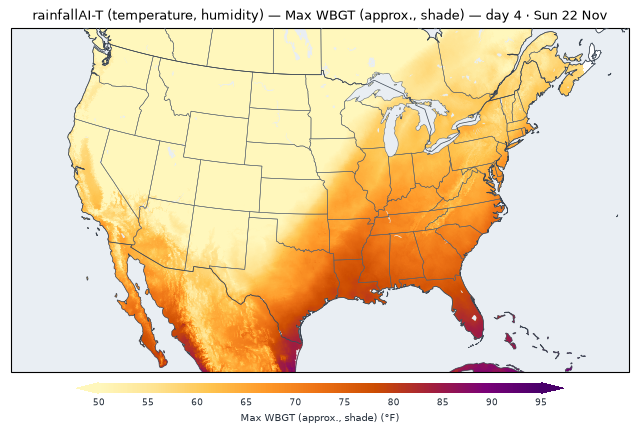 rainfallAI-T (temperature, humidity) — Max WBGT (approx., shade) — day 4 · Sun 22 Nov
50 55 60 65 70 75 80 85 90 95
Max WBGT (approx., shade) (°F)